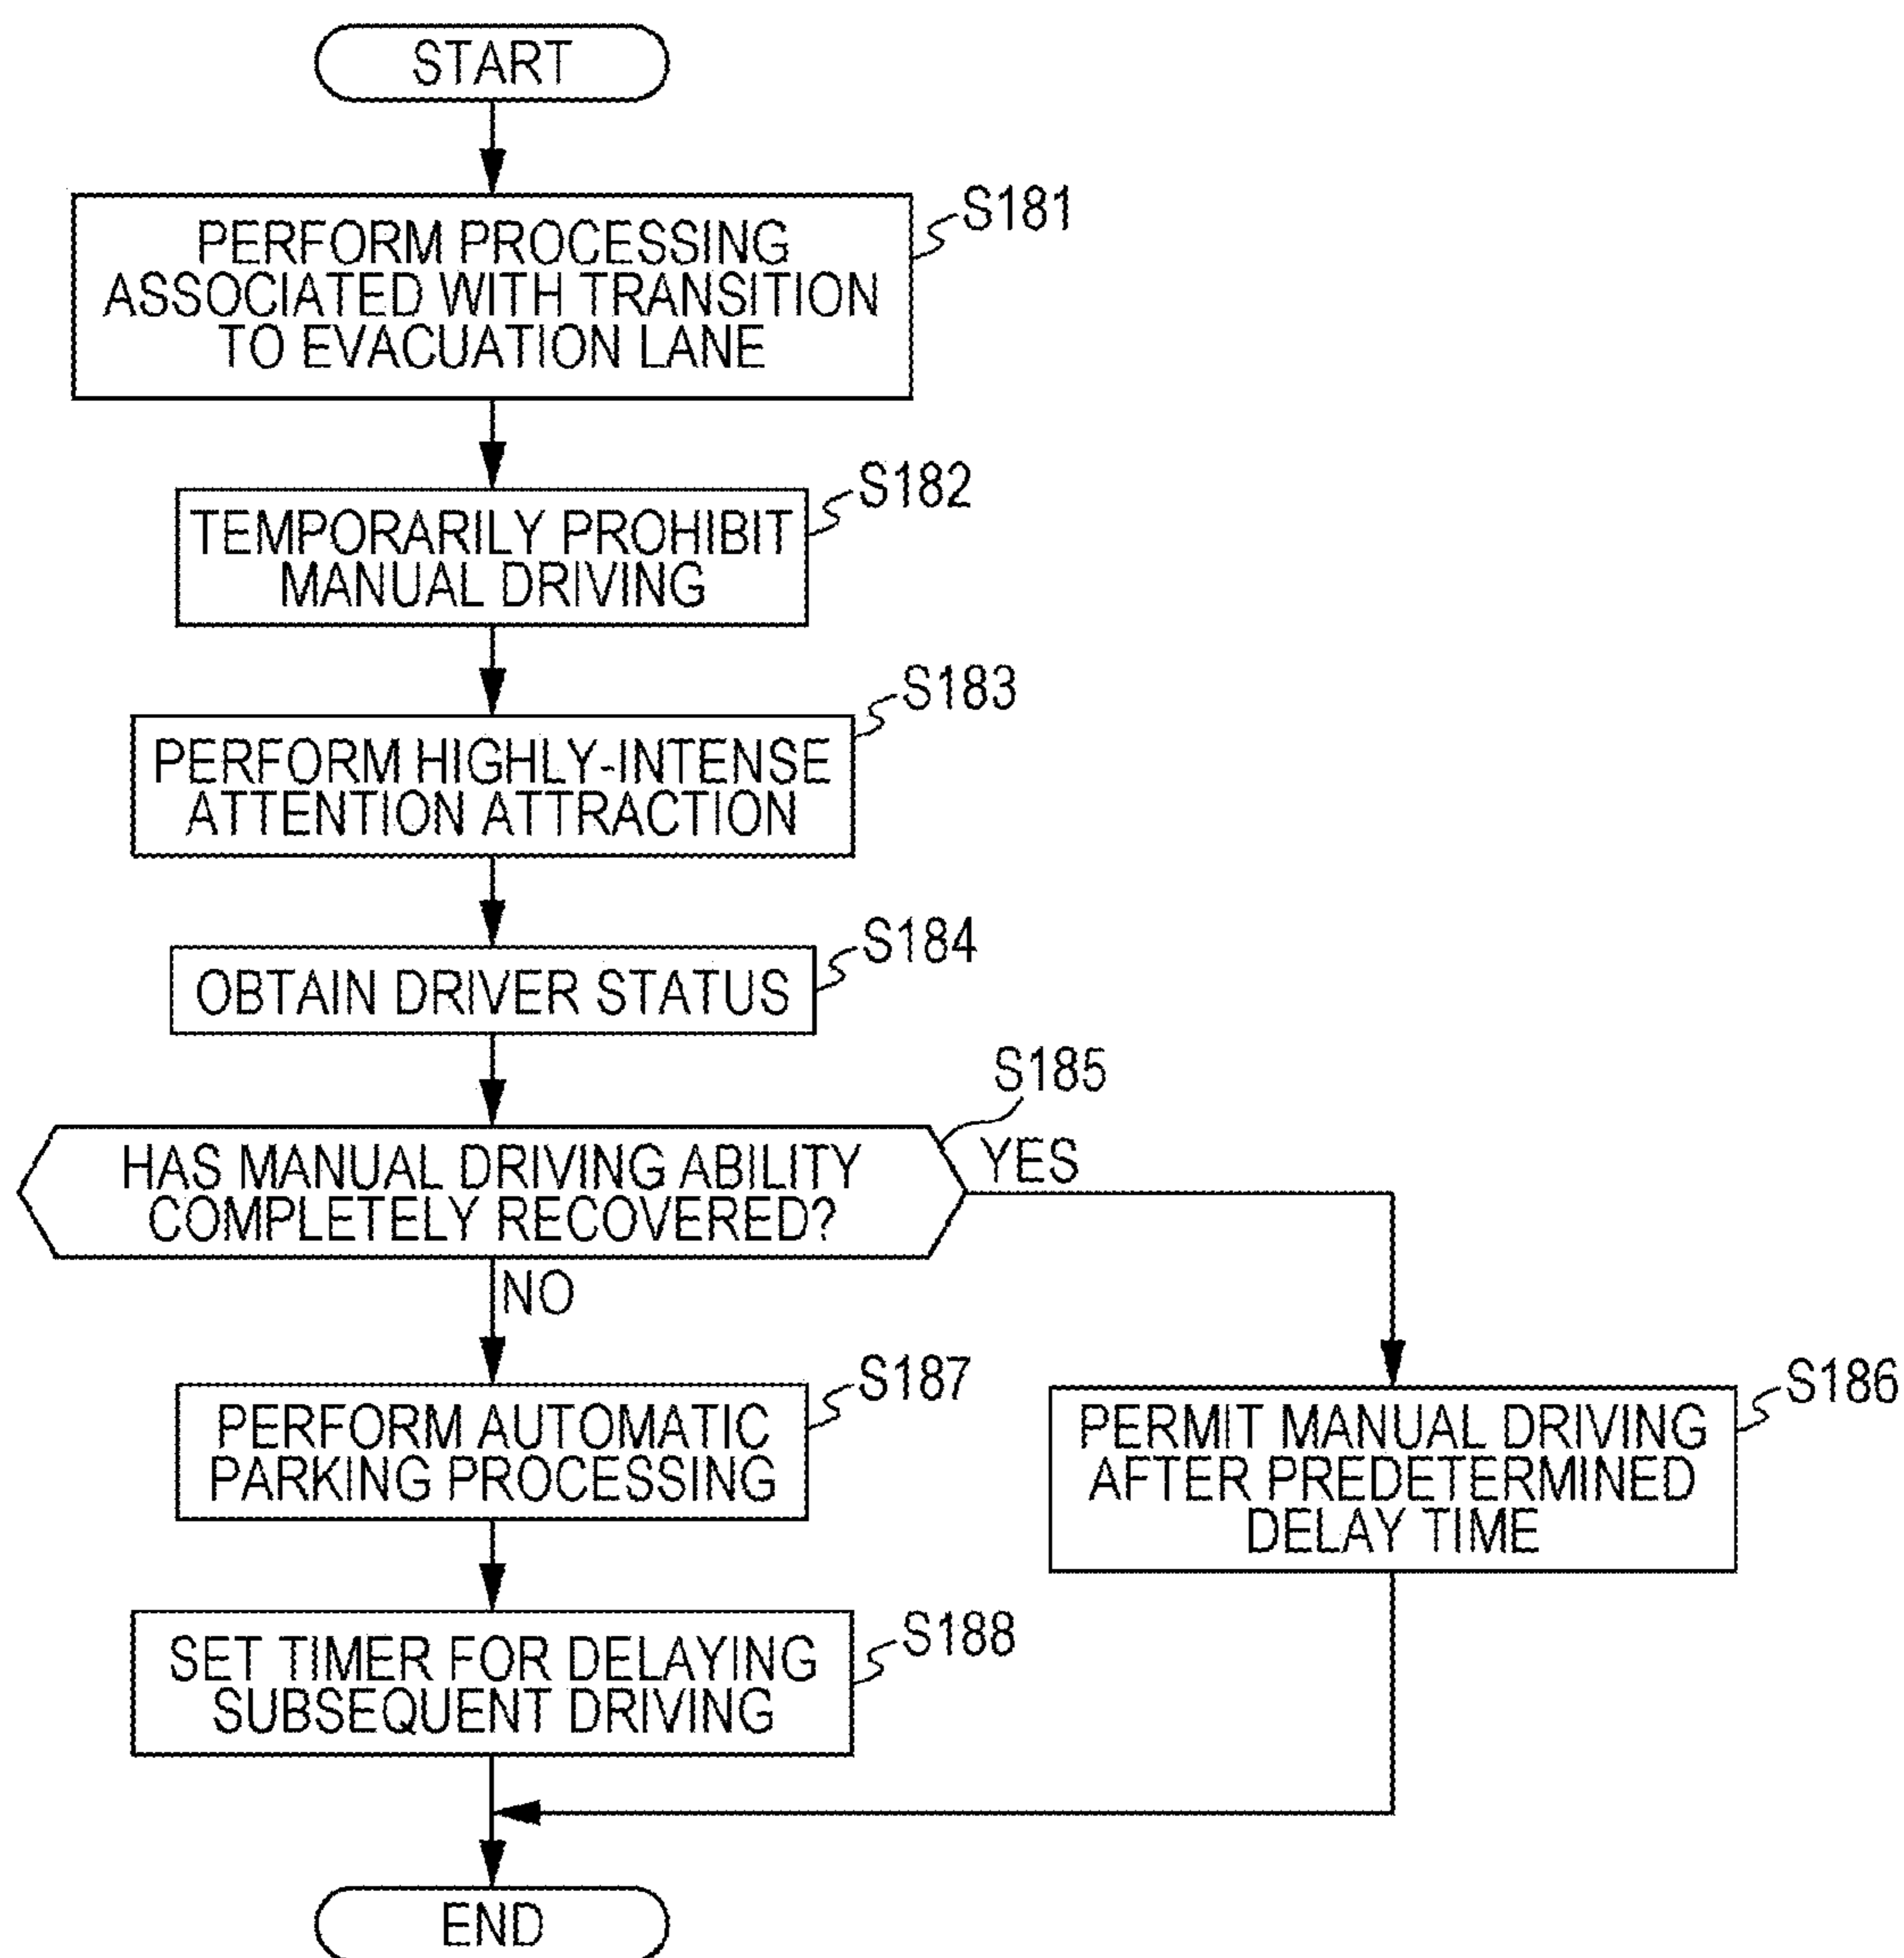 START
S181
PERFORM PROCESSING
ASSOCIATED WITH TRANSITION
TO EVACUATION LANE
S182
TEMPORARILY PROHIBIT
MANUAL DRIVING
S183
PERFORM HIGHLY-INTENSE
ATTENTION ATTRACTION
S184
OBTAIN DRIVER STATUS
S185
HAS MANUAL DRIVING ABILITY
COMPLETELY RECOVERED?
YES
NO
S187
PERFORM AUTOMATIC
PARKING PROCESSING
S186
PERMIT MANUAL DRIVING
AFTER PREDETERMINED
DELAY TIME
S188
SET TIMER FOR DELAYING
SUBSEQUENT DRIVING
END